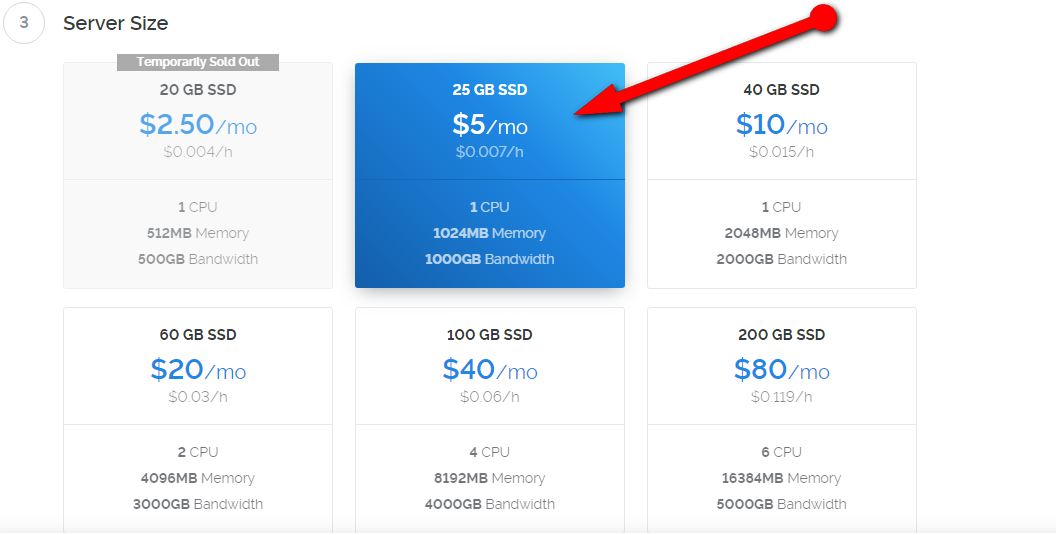 3
Server Size
Temporarily Sold Out
20 GB SSD
$2.50/mo
$0.004/h
1 CPU
512MB Memory
500GB Bandwidth
25 GB SSD
$5/mo
$0.007/h
1 CPU
1024MB Memory
1000GB Bandwidth
40 GB SSD
$10/mo
$0.015/h
1 CPU
2048MB Memory
2000GB Bandwidth
60 GB SSD
$20/mo
$0.03/h
2 CPU
4096MB Memory
3000GB Bandwidth
100 GB SSD
$40/mo
$0.06/h
4 CPU
8192MB Memory
4000GB Bandwidth
200 GB SSD
$80/mo
$0.119/h
6 CPU
16384MB Memory
5000GB Bandwidth